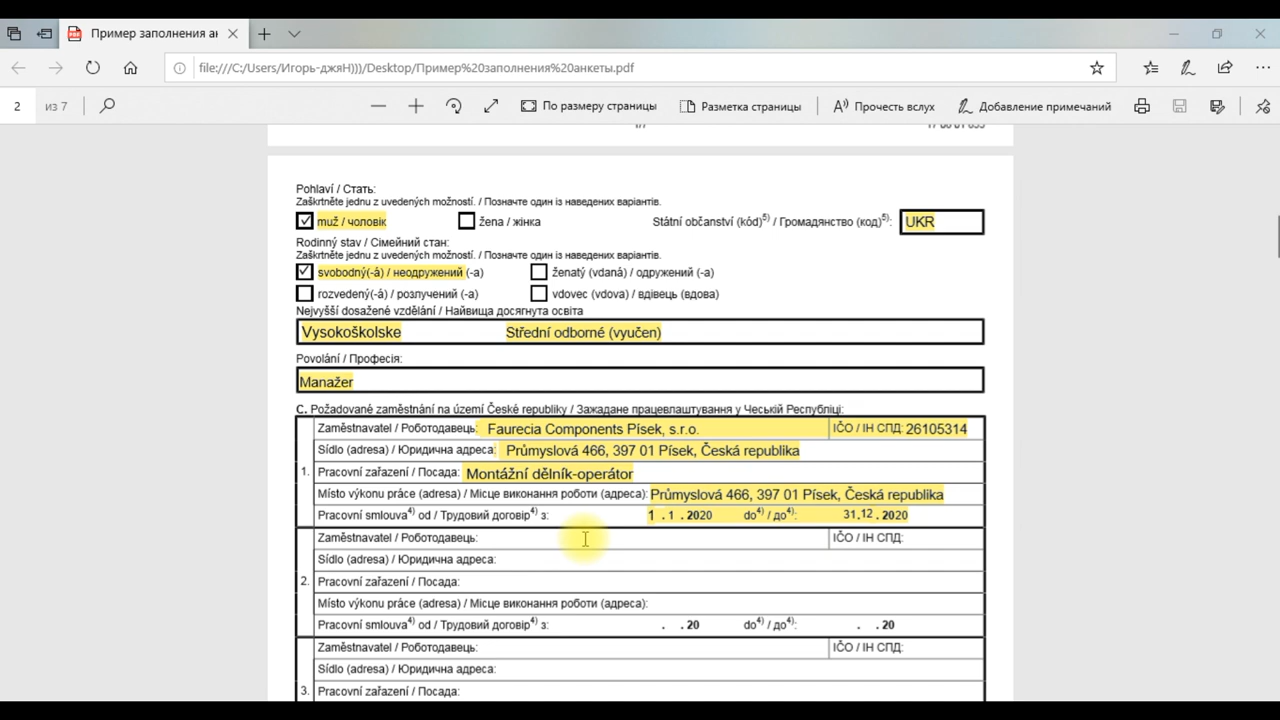 Пример заполнения ан
file:///C:/Users/Игорь-джяН)))/Desktop/Пример%20заполнения%20анкеты.pdf
2 из 7 По размеру страницы Разметка страницы Прочесть вслух Добавление примечаний
Pohlaví / Стать:
Zaškrtněte jednu z uvedených možností. / Позначте один із наведених варіантів.
muž / чоловік žena / жінка Státní občanství (kód)5) / Громадянство (код)5): UKR
Rodinný stav / Сімейний стан:
Zaškrtněte jednu z uvedených možností. / Позначте один із наведених варіантів.
svobodný(-á) / неодружений (-а) ženatý (vdaná) / одружений (-а)
rozvedený(-á) / розлучений (-а) vdovec (vdova) / вдівець (вдова)
Nejvyšší dosažené vzdělání / Найвища досягнута освіта
Vysokoškolske Střední odborné (vyučen)
Povolání / Професія:
Manažer
C. Požadované zaměstnání na území České republiky / Зажадане працевлаштування у Чеській Республіці:
Zaměstnavatel / Роботодавець: Faurecia Components Písek, s.r.o. IČO / ІН СПД: 26105314
Sídlo (adresa) / Юридична адреса: Průmyslová 466, 397 01 Písek, Česká republika
1. Pracovní zařazení / Посада: Montážní dělník-operátor
Místo výkonu práce (adresa) / Місце виконання роботи (адреса): Průmyslová 466, 397 01 Písek, Česká republika
Pracovní smlouva4) od / Трудовий договір4) з: 1 . 1 . 2020 do4) / до4): 31.12 . 2020
Zaměstnavatel / Роботодавець: IČO / ІН СПД:
Sídlo (adresa) / Юридична адреса:
2. Pracovní zařazení / Посада:
Místo výkonu práce (adresa) / Місце виконання роботи (адреса):
Pracovní smlouva4) od / Трудовий договір4) з: . . 20 do4) / до4): . . 20
Zaměstnavatel / Роботодавець: IČO / ІН СПД:
Sídlo (adresa) / Юридична адреса:
3. Pracovní zařazení / Посада: